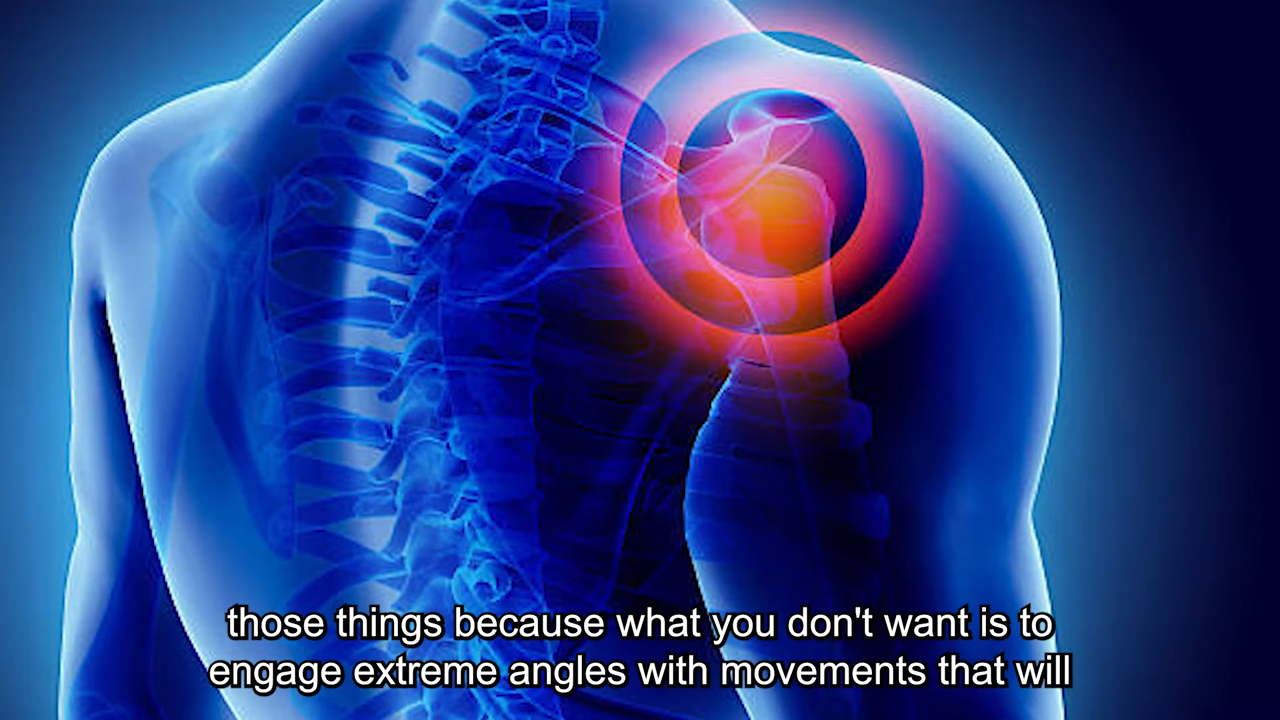 those things because what you don't want is to
engage extreme angles with movements that will